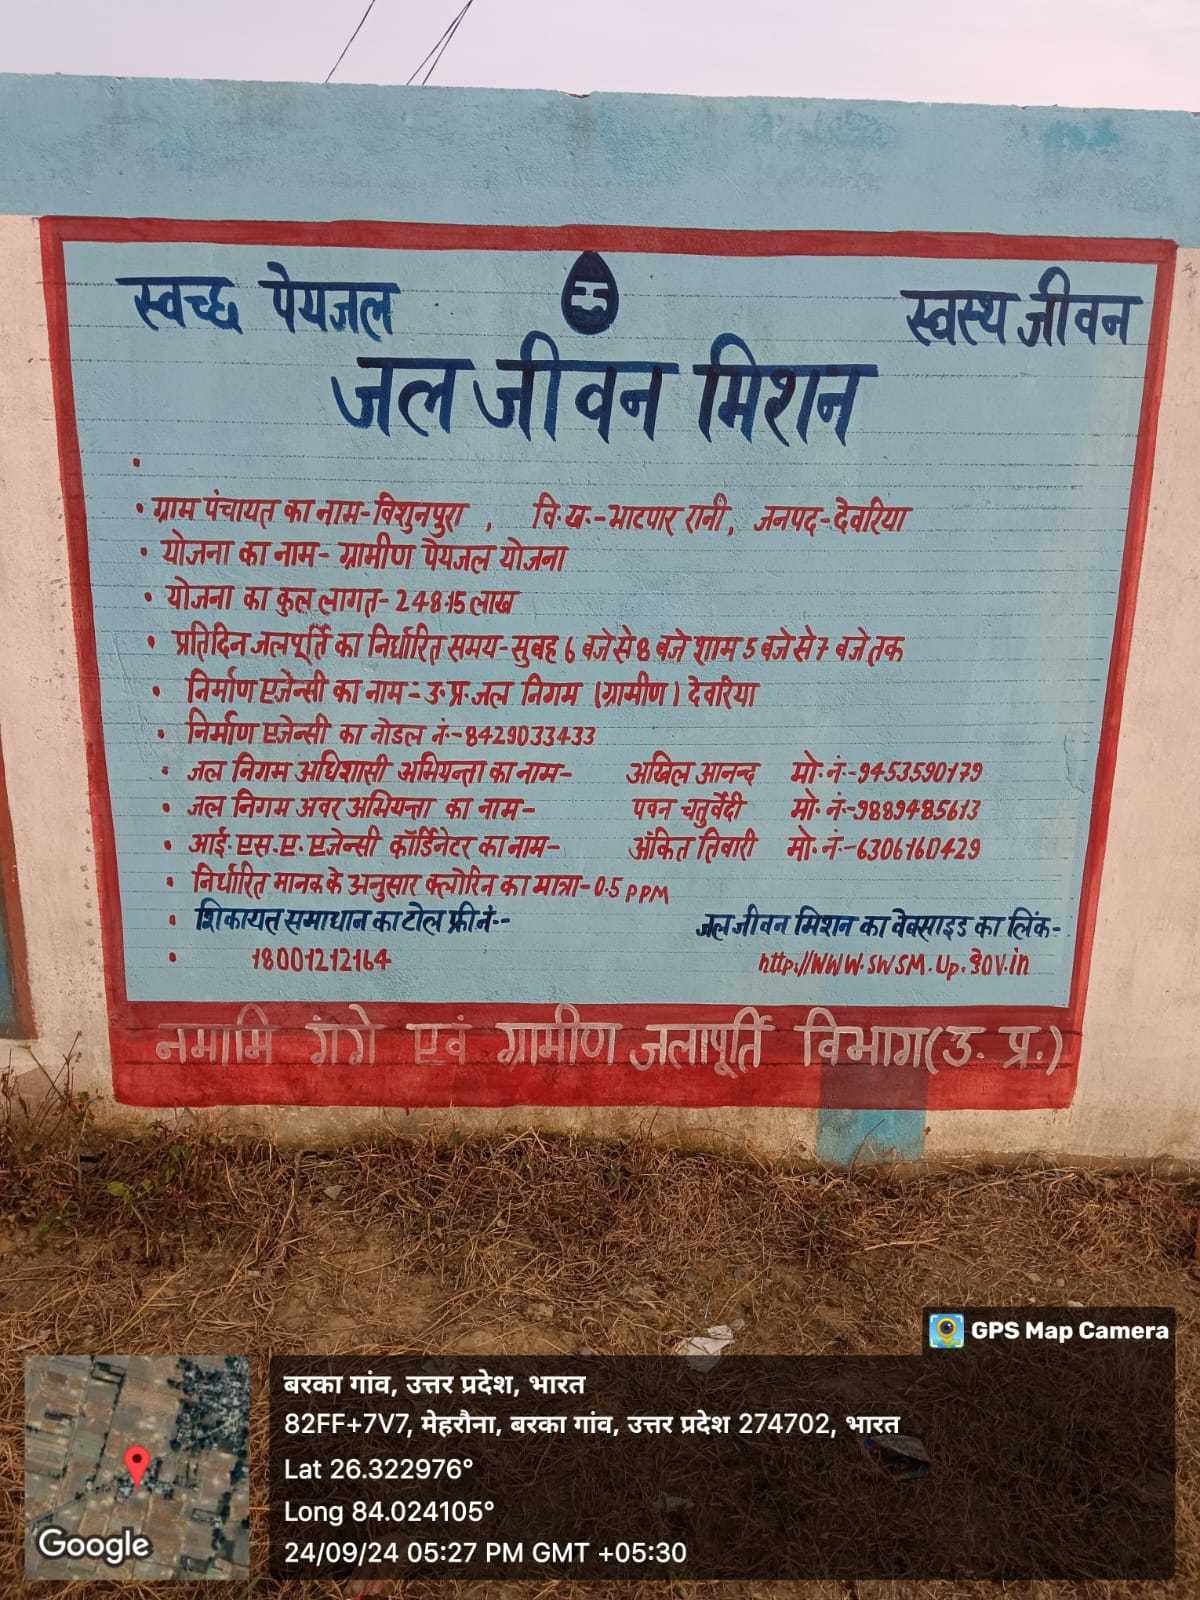 स्वच्छ पेयजल स्वस्थ जीवन
जल जीवन मिशन
• ग्राम पंचायत का नाम-विशुनपुरा , वि.ख.-भाटपार रानी, जनपद-देवरिया
• योजना का नाम- ग्रामीण पेयजल योजना
• योजना का कुल लागत- 248.15 लाख
• प्रतिदिन जलपूर्ति का निर्धारित समय-सुबह 6 बजे से 8 बजे शाम 5 बजे से 7 बजे तक
• निर्माण एजेन्सी का नाम:- उ.प्र. जल निगम (ग्रामीण) देवरिया
• निर्माण एजेन्सी का नोडल नं.-8429033433
• जल निगम अधिशासी अभियन्ता का नाम- अखिल आनन्द मो.नं.-9453590179
• जल निगम अवर अभियन्ता का नाम- पवन चतुर्वेदी मो.नं.-9889485613
• आई.एस.ए. एजेन्सी कॉर्डिनेटर का नाम- अंकित तिवारी मो.नं.-6306160429
• निर्धारित मानक के अनुसार क्लोरिन का मात्रा-0.5 PPM
• शिकायत समाधान का टोल फ्री नं.-- जल जीवन मिशन का वेबसाइड का लिंक-
• 18001212164 http://www.swsm.up.gov.in
नमामि गंगे एवं ग्रामीण जलापूर्ति विभाग(उ. प्र.)
GPS Map Camera
बरका गांव, उत्तर प्रदेश, भारत
82FF+7V7, मेहरौना, बरका गांव, उत्तर प्रदेश 274702, भारत
Lat 26.322976°
Long 84.024105°
24/09/24 05:27 PM GMT +05:30
Google